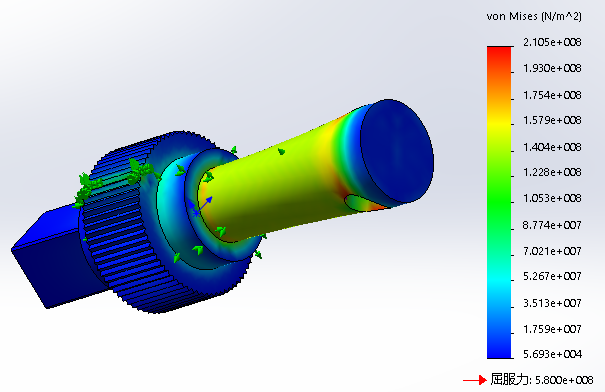 von Mises (N/m^2)
2.105e+008
1.930e+008
1.754e+008
1.579e+008
1.404e+008
1.228e+008
1.053e+008
8.774e+007
7.021e+007
5.267e+007
3.513e+007
1.759e+007
5.693e+004
屈服力: 5.800e+008